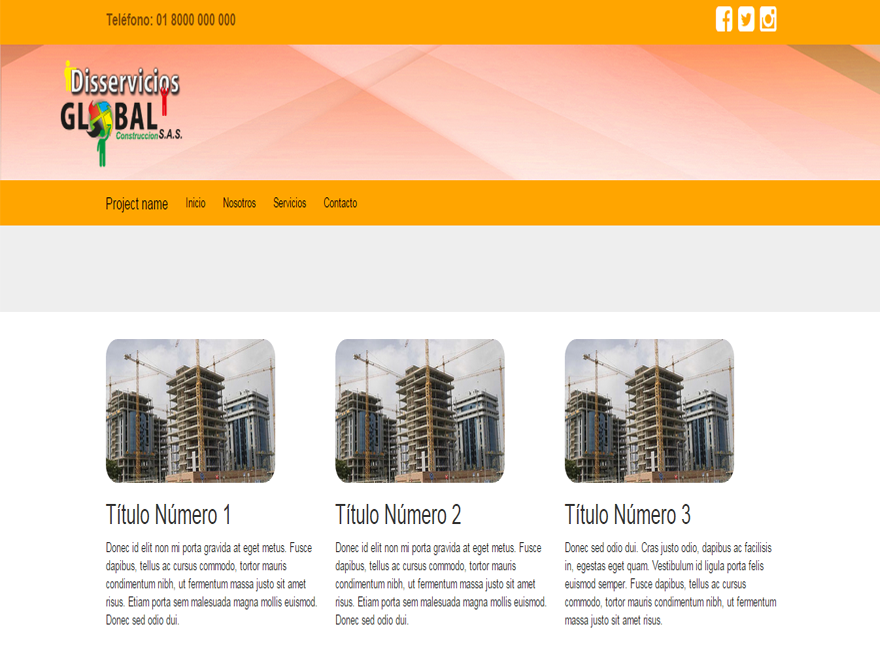 Teléfono: 01 8000 000 000
Disservicios
GLOBAL
Construccion S.A.S.
Project name Inicio Nosotros Servicios Contacto
Título Número 1
Donec id elit non mi porta gravida at eget metus. Fusce
dapibus, tellus ac cursus commodo, tortor mauris
condimentum nibh, ut fermentum massa justo sit amet
risus. Etiam porta sem malesuada magna mollis euismod.
Donec sed odio dui.
Título Número 2
Donec id elit non mi porta gravida at eget metus. Fusce
dapibus, tellus ac cursus commodo, tortor mauris
condimentum nibh, ut fermentum massa justo sit amet
risus. Etiam porta sem malesuada magna mollis euismod.
Donec sed odio dui.
Título Número 3
Donec sed odio dui. Cras justo odio, dapibus ac facilisis
in, egestas eget quam. Vestibulum id ligula porta felis
euismod semper. Fusce dapibus, tellus ac cursus
commodo, tortor mauris condimentum nibh, ut fermentum
massa justo sit amet risus.